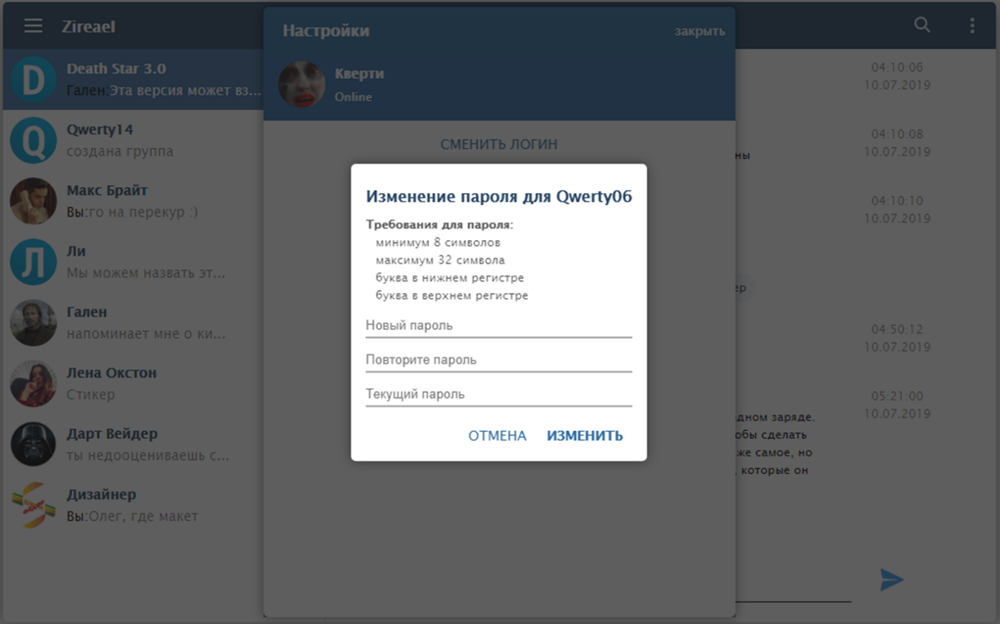 Zireael
Death Star 3.0
Гален:Эта версия может вз...
Qwerty14
создана группа
Макс Брайт
Вы:го на перекур :)
Ли
Мы можем назвать эт...
Гален
напоминает мне о ки...
Лена Окстон
Стикер
Дарт Вейдер
ты недооцениваешь с...
Дизайнер
Вы:Олег, где макет
Настройки
закрыть
Кверти
Online
СМЕНИТЬ ЛОГИН
Изменение пароля для Qwerty06
Требования для пароля:
минимум 8 символов
максимум 32 символа
буква в нижнем регистре
буква в верхнем регистре
Новый пароль
Повторите пароль
Текущий пароль
ОТМЕНА ИЗМЕНИТЬ
04:10:06
10.07.2019
04:10:08
10.07.2019
ны
04:10:10
10.07.2019
ер
04:50:12
10.07.2019
05:21:00
10.07.2019
дном заряде.
обы сделать
же самое, но
, которые он